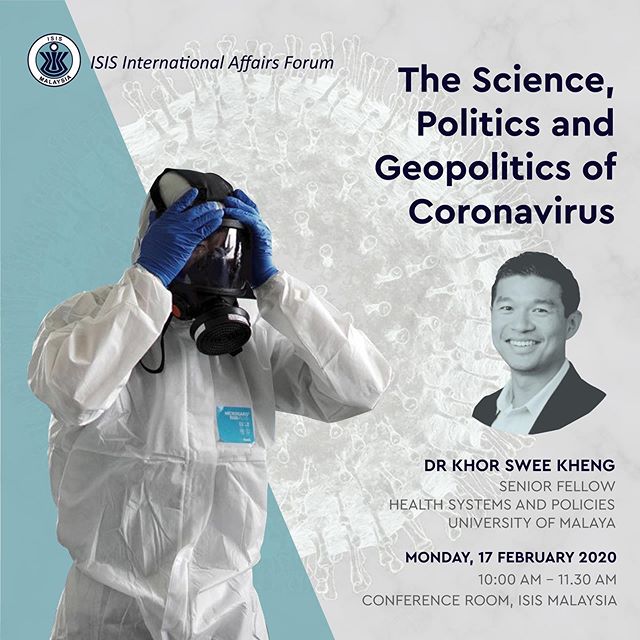 ISIS
MALAYSIA
ISIS International Affairs Forum
The Science,
Politics and
Geopolitics of
Coronavirus
DR KHOR SWEE KHENG
SENIOR FELLOW
HEALTH SYSTEMS AND POLICIES
UNIVERSITY OF MALAYA
MONDAY, 17 FEBRUARY 2020
10:00 AM – 11.30 AM
CONFERENCE ROOM, ISIS MALAYSIA